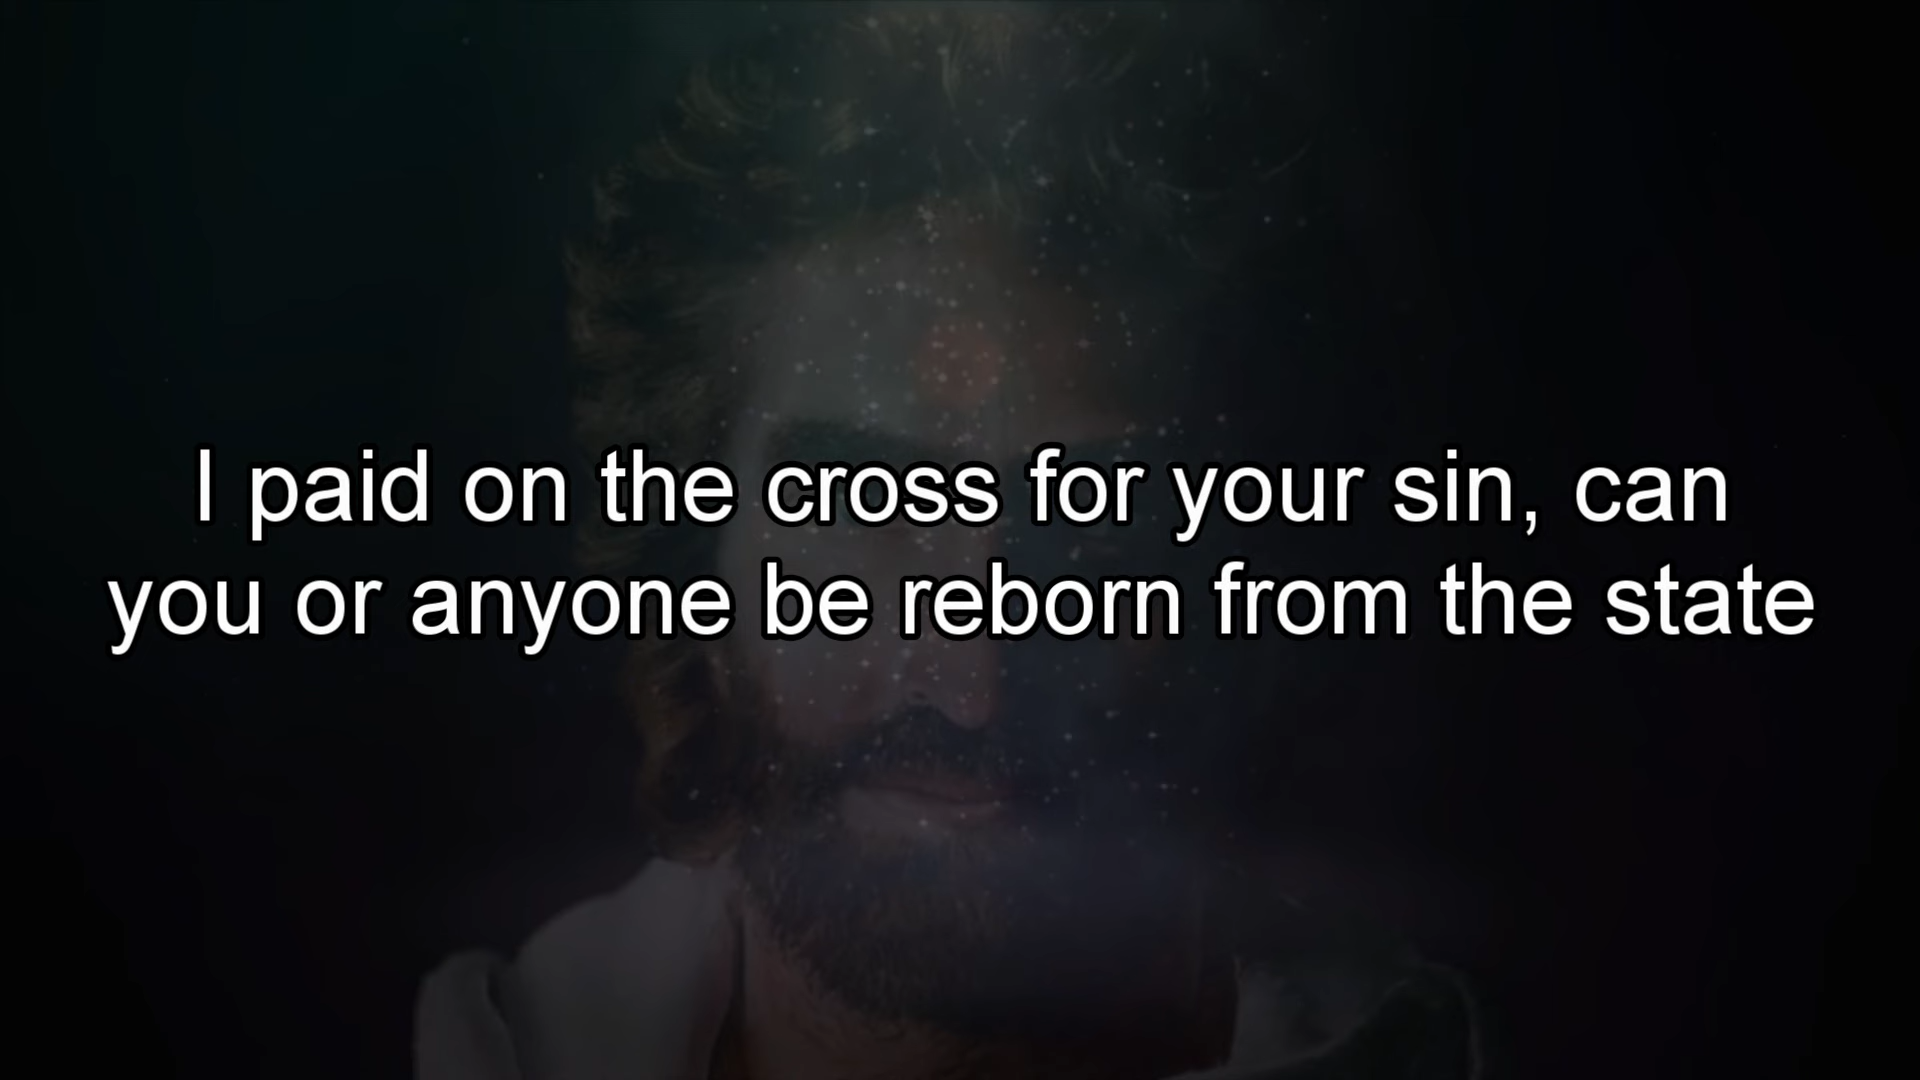 I paid on the cross for your sin, can
you or anyone be reborn from the state